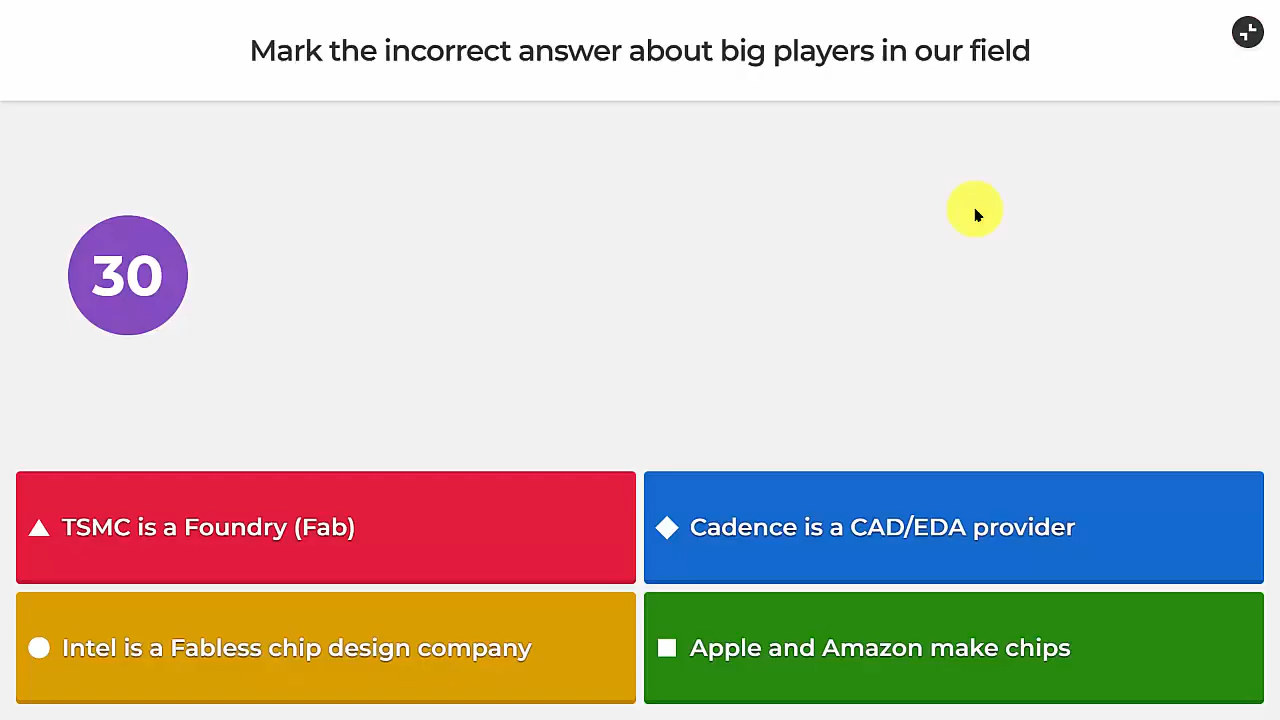 Mark the incorrect answer about big players in our field
30
TSMC is a Foundry (Fab)
Cadence is a CAD/EDA provider
Intel is a Fabless chip design company
Apple and Amazon make chips